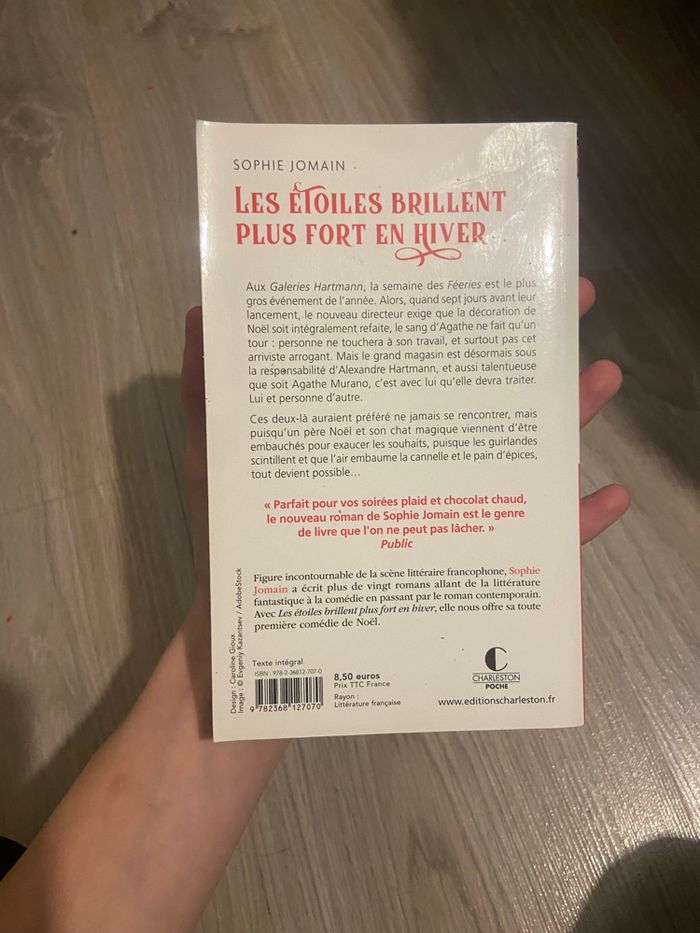 SOPHIE JOMAIN
LES ÉTOILES BRILLENT
PLUS FORT EN HIVER
Aux Galeries Hartmann, la semaine des Féeries est le plus
gros événement de l'année. Alors, quand sept jours avant leur
lancement, le nouveau directeur exige que la décoration de
Noël soit intégralement refaite, le sang d'Agathe ne fait qu'un
tour : personne ne touchera à son travail, et surtout pas cet
arriviste arrogant. Mais le grand magasin est désormais sous
la responsabilité d'Alexandre Hartmann, et aussi talentueuse
que soit Agathe Murano, c'est avec lui qu'elle devra traiter.
Lui et personne d'autre.
Ces deux-là auraient préféré ne jamais se rencontrer, mais
puisqu'un père Noël et son chat magique viennent d'être
embauchés pour exaucer les souhaits, puisque les guirlandes
scintillent et que l'air embaume la cannelle et le pain d'épices,
tout devient possible…
« Parfait pour vos soirées plaid et chocolat chaud,
le nouveau roman de Sophie Jomain est le genre
de livre que l'on ne peut pas lâcher. »
Public
Figure incontournable de la scène littéraire francophone, Sophie
Jomain a écrit plus de vingt romans allant de la littérature
fantastique à la comédie en passant par le roman contemporain.
Avec Les étoiles brillent plus fort en hiver, elle nous offre sa toute
première comédie de Noël.
Design : Caroline Gioux
Image : © Evgeniy Kazantsev / AdobeStock
Texte intégral
ISBN : 978-2-36812-707-0
9 782368 127070
8,50 euros
Prix TTC France
Rayon :
Littérature française
CHARLESTON
POCHE
www.editionscharleston.fr